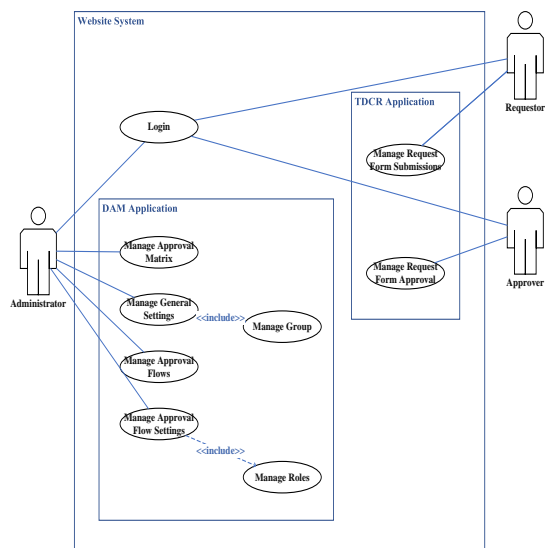 Website System
Requestor
TDCR Application
Login
Manage Request
Form Submissions
DAM Application
Administrator
Manage Approval
Matrix
Manage Request
Form Approval
Approver
Manage General
Settings
<<include>>
Manage Group
Manage Approval
Flows
Manage Approval
Flow Settings
<<include>>
Manage Roles